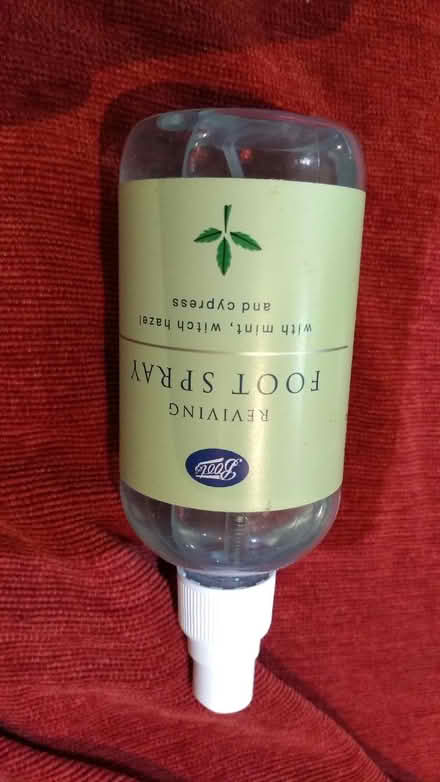 Boots
REVIVING
FOOT SPRAY
with mint, witch hazel
and cypress